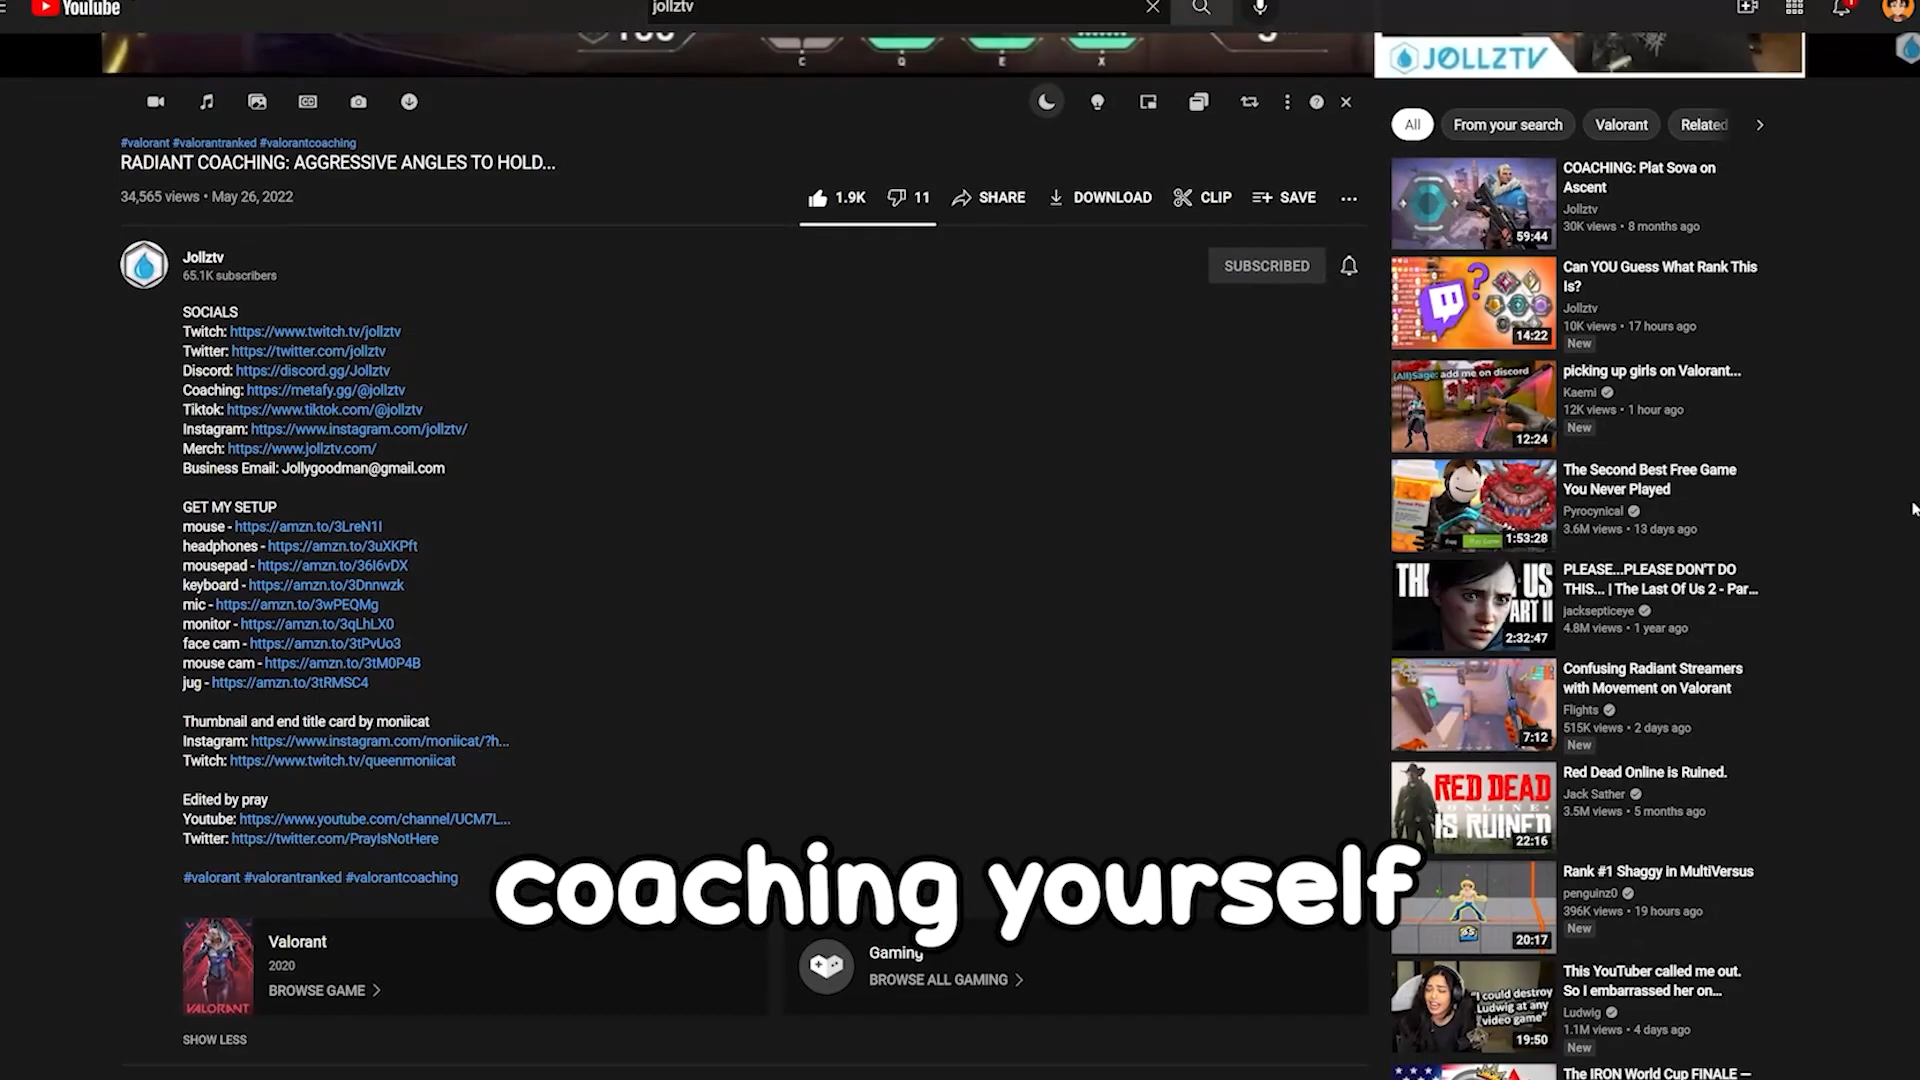 YouTube
jollztv
C Q E X
JOLLZTV
#valorant #valorantranked #valorantcoaching
RADIANT COACHING: AGGRESSIVE ANGLES TO HOLD...
34,565 views • May 26, 2022
1.9K 11 SHARE DOWNLOAD CLIP SAVE
Jollztv
65.1K subscribers
SUBSCRIBED
SOCIALS
Twitch: https://www.twitch.tv/jollztv
Twitter: https://twitter.com/jollztv
Discord: https://discord.gg/Jollztv
Coaching: https://metafy.gg/@jollztv
Tiktok: https://www.tiktok.com/@jollztv
Instagram: https://www.instagram.com/jollztv/
Merch: https://www.jollztv.com/
Business Email: Jollygoodman@gmail.com
GET MY SETUP
mouse - https://amzn.to/3LreN1I
headphones - https://amzn.to/3uXKPft
mousepad - https://amzn.to/36I6vDX
keyboard - https://amzn.to/3Dnnwzk
mic - https://amzn.to/3wPEQMg
monitor - https://amzn.to/3qLhLX0
face cam - https://amzn.to/3tPvUo3
mouse cam - https://amzn.to/3tM0P4B
jug - https://amzn.to/3tRMSC4
Thumbnail and end title card by moniicat
Instagram: https://www.instagram.com/moniicat/?h...
Twitch: https://www.twitch.tv/queenmoniicat
Edited by pray
Youtube: https://www.youtube.com/channel/UCM7L...
Twitter: https://twitter.com/PrayIsNotHere
#valorant #valorantranked #valorantcoaching
coaching yourself
VALORANT
Valorant
2020
BROWSE GAME
Gaming
BROWSE ALL GAMING
SHOW LESS
All From your search Valorant Related
59:44
COACHING: Plat Sova on
Ascent
Jollztv
30K views • 8 months ago
14:22
Can YOU Guess What Rank This
Is?
Jollztv
10K views • 17 hours ago
New
(All)Sage: add me on discord
12:24
picking up girls on Valorant...
Kaemi
12K views • 1 hour ago
New
1:53:28
The Second Best Free Game
You Never Played
Pyrocynical
3.6M views • 13 days ago
2:32:47
PLEASE...PLEASE DON'T DO
THIS... | The Last Of Us 2 - Par...
jacksepticeye
4.8M views • 1 year ago
7:12
Confusing Radiant Streamers
with Movement on Valorant
Flights
515K views • 2 days ago
New
RED DEAD
ONLINE
IS RUINED
22:16
Red Dead Online is Ruined.
Jack Sather
3.5M views • 5 months ago
20:17
Rank #1 Shaggy in MultiVersus
penguinz0
396K views • 19 hours ago
New
"I could destroy
Ludwig at any
video game"
19:50
This YouTuber called me out.
So I embarrassed her on...
Ludwig
1.1M views • 4 days ago
New
The IRON World Cup FINALE –